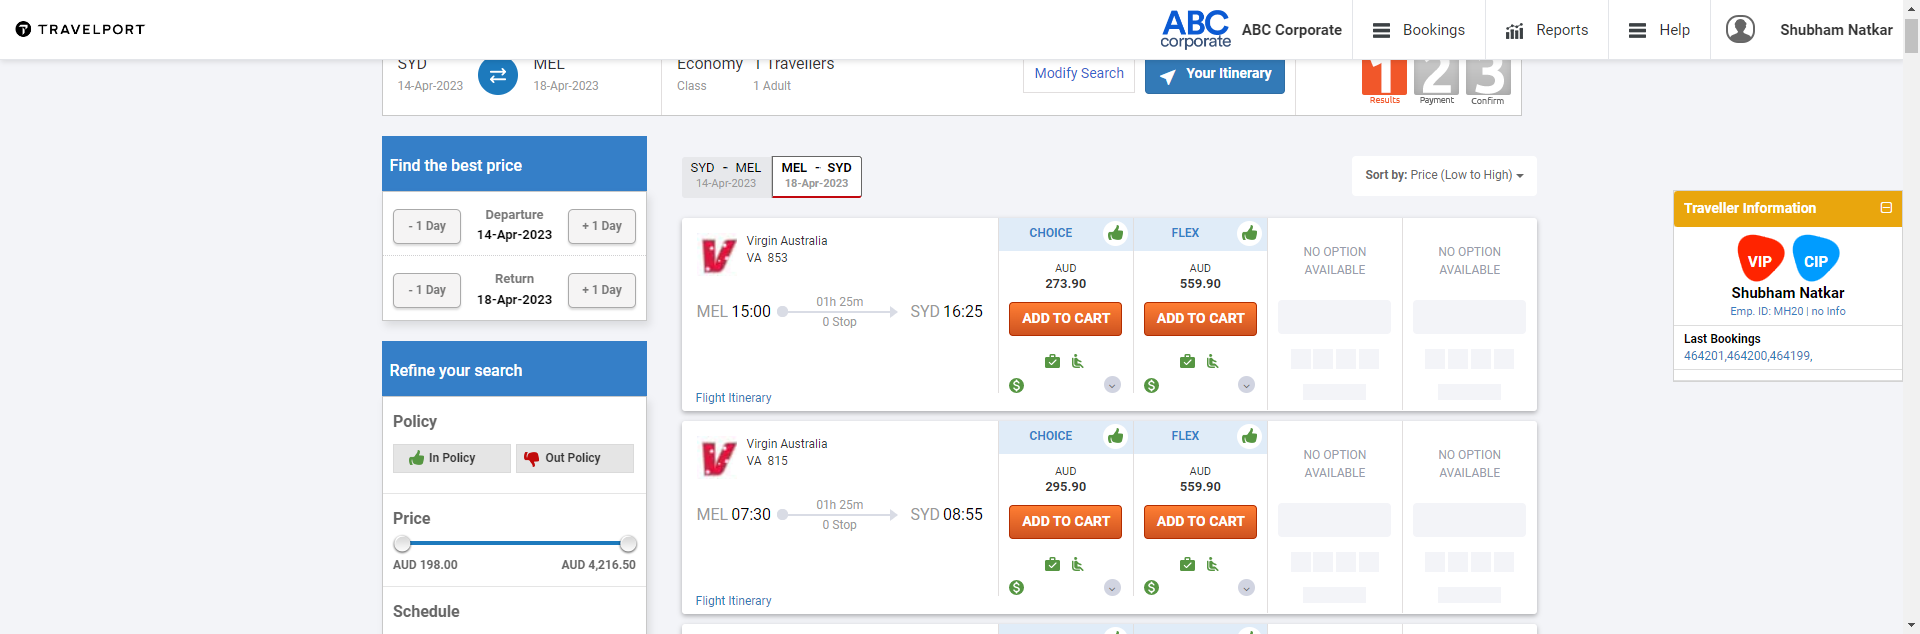 TRAVELPORT
ABC
corporate
ABC Corporate
Bookings
Reports
Help
Shubham Natkar
SYD
14-Apr-2023
MEL
18-Apr-2023
Economy
Class
1 Travellers
1 Adult
Modify Search
Your Itinerary
1
Results
2
Payment
3
Confirm
Find the best price
- 1 Day
Departure
14-Apr-2023
+ 1 Day
- 1 Day
Return
18-Apr-2023
+ 1 Day
Refine your search
Policy
In Policy
Out Policy
Price
AUD 198.00
AUD 4,216.50
Schedule
SYD - MEL
14-Apr-2023
MEL - SYD
18-Apr-2023
Sort by: Price (Low to High)
Virgin Australia
VA 853
MEL 15:00
01h 25m
0 Stop
SYD 16:25
Flight Itinerary
CHOICE
AUD
273.90
ADD TO CART
FLEX
AUD
559.90
ADD TO CART
NO OPTION
AVAILABLE
NO OPTION
AVAILABLE
Virgin Australia
VA 815
MEL 07:30
01h 25m
0 Stop
SYD 08:55
Flight Itinerary
CHOICE
AUD
295.90
ADD TO CART
FLEX
AUD
559.90
ADD TO CART
NO OPTION
AVAILABLE
NO OPTION
AVAILABLE
Traveller Information
VIP
CIP
Shubham Natkar
Emp. ID: MH20 | no Info
Last Bookings
464201,464200,464199,